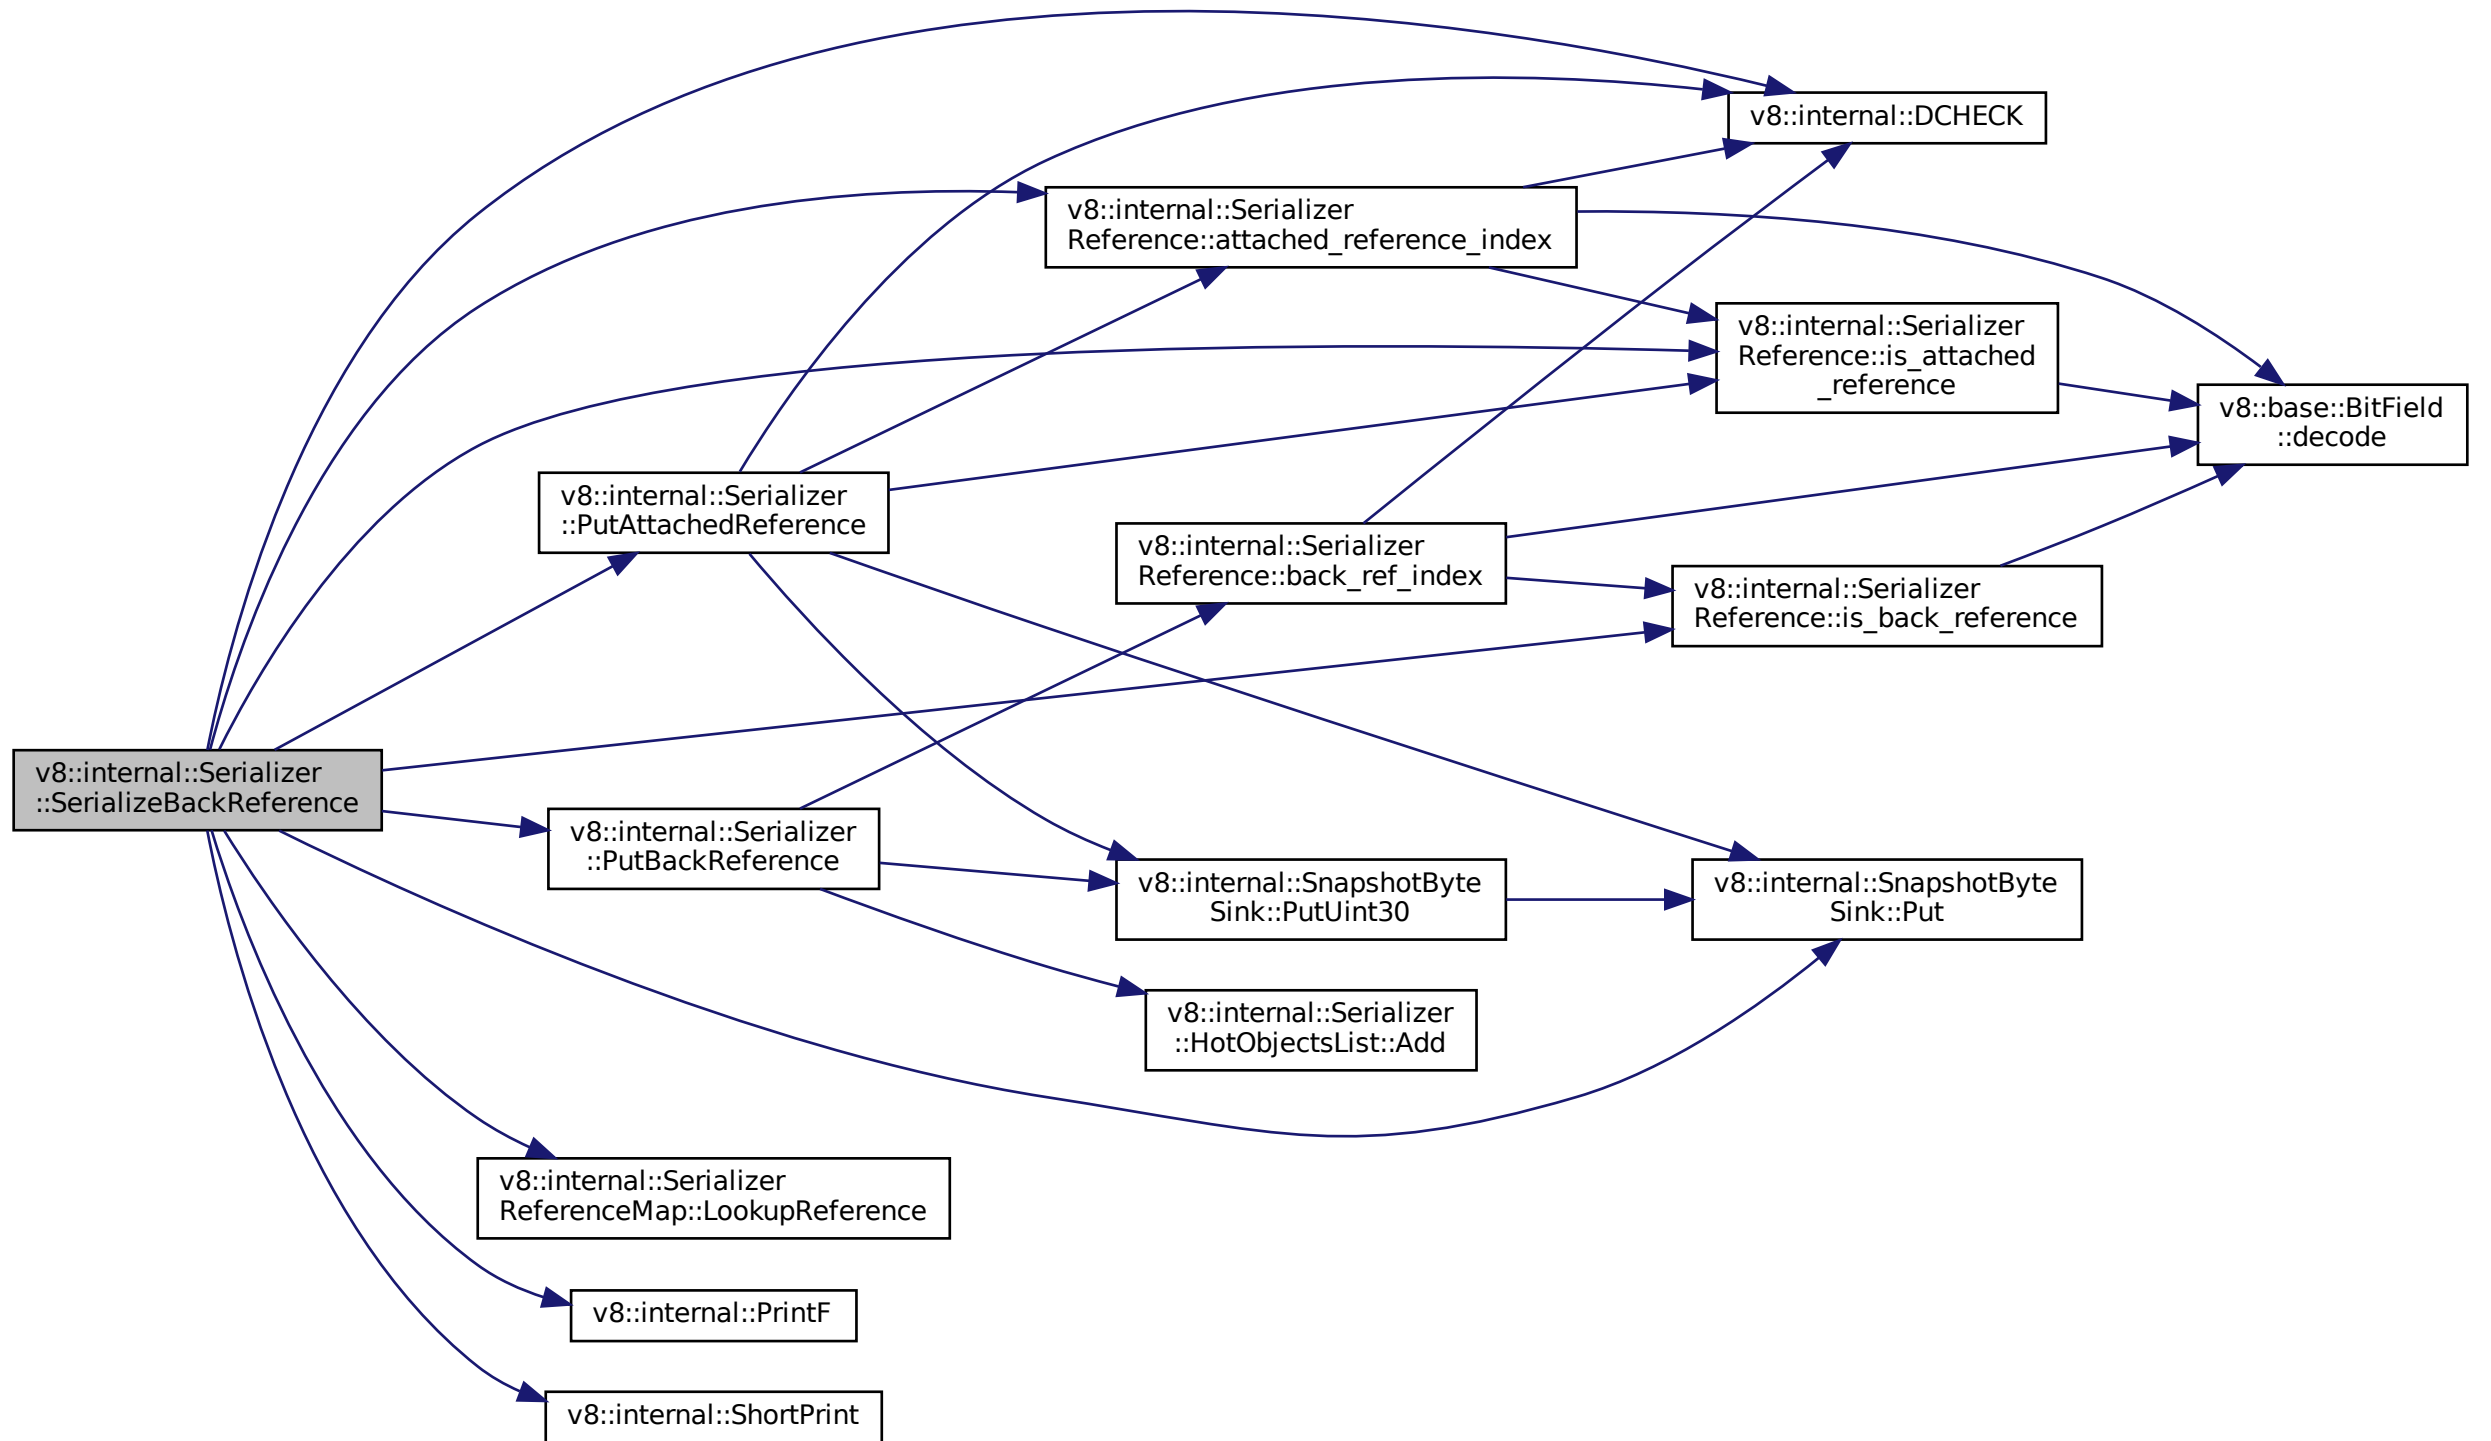 v8::internal::DCHECK
v8::internal::Serializer
Reference::attached_reference_index
v8::internal::Serializer
Reference::is_attached
_reference
v8::base::BitField
::decode
v8::internal::Serializer
::PutAttachedReference
v8::internal::Serializer
Reference::back_ref_index
v8::internal::Serializer
Reference::is_back_reference
v8::internal::Serializer
::SerializeBackReference
v8::internal::Serializer
::PutBackReference
v8::internal::SnapshotByte
Sink::PutUint30
v8::internal::SnapshotByte
Sink::Put
v8::internal::Serializer
::HotObjectsList::Add
v8::internal::Serializer
ReferenceMap::LookupReference
v8::internal::PrintF
v8::internal::ShortPrint